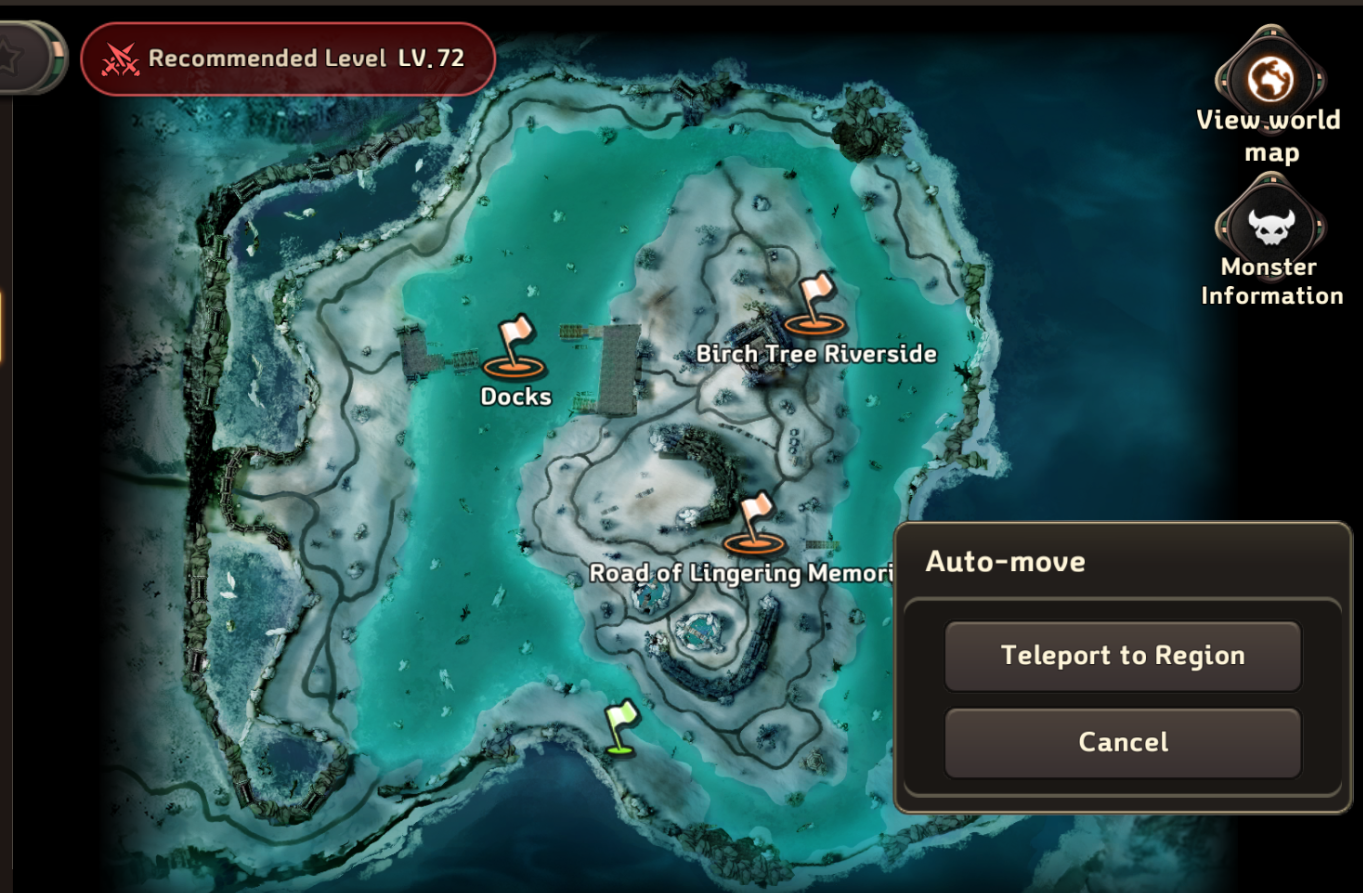 Recommended Level LV.72
View world
map
Monster
Information
Birch Tree Riverside
Docks
Road of Lingering Memori
Auto-move
Teleport to Region
Cancel